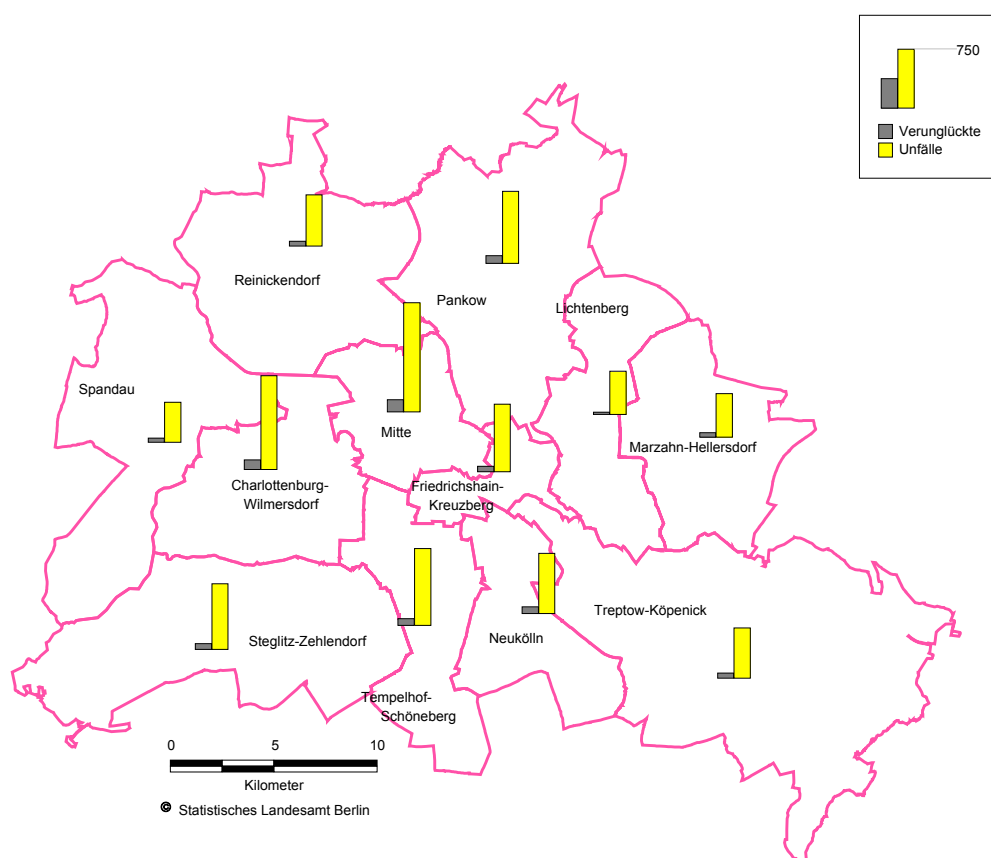 750
Verunglückte
Unfälle
Reinickendorf
Pankow
Lichtenberg
Spandau
Mitte
Marzahn-Hellersdorf
Charlottenburg-
Wilmersdorf
Friedrichshain-
Kreuzberg
Treptow-Köpenick
Steglitz-Zehlendorf
Neukölln
Tempelhof-
Schöneberg
0 5 10
Kilometer
© Statistisches Landesamt Berlin